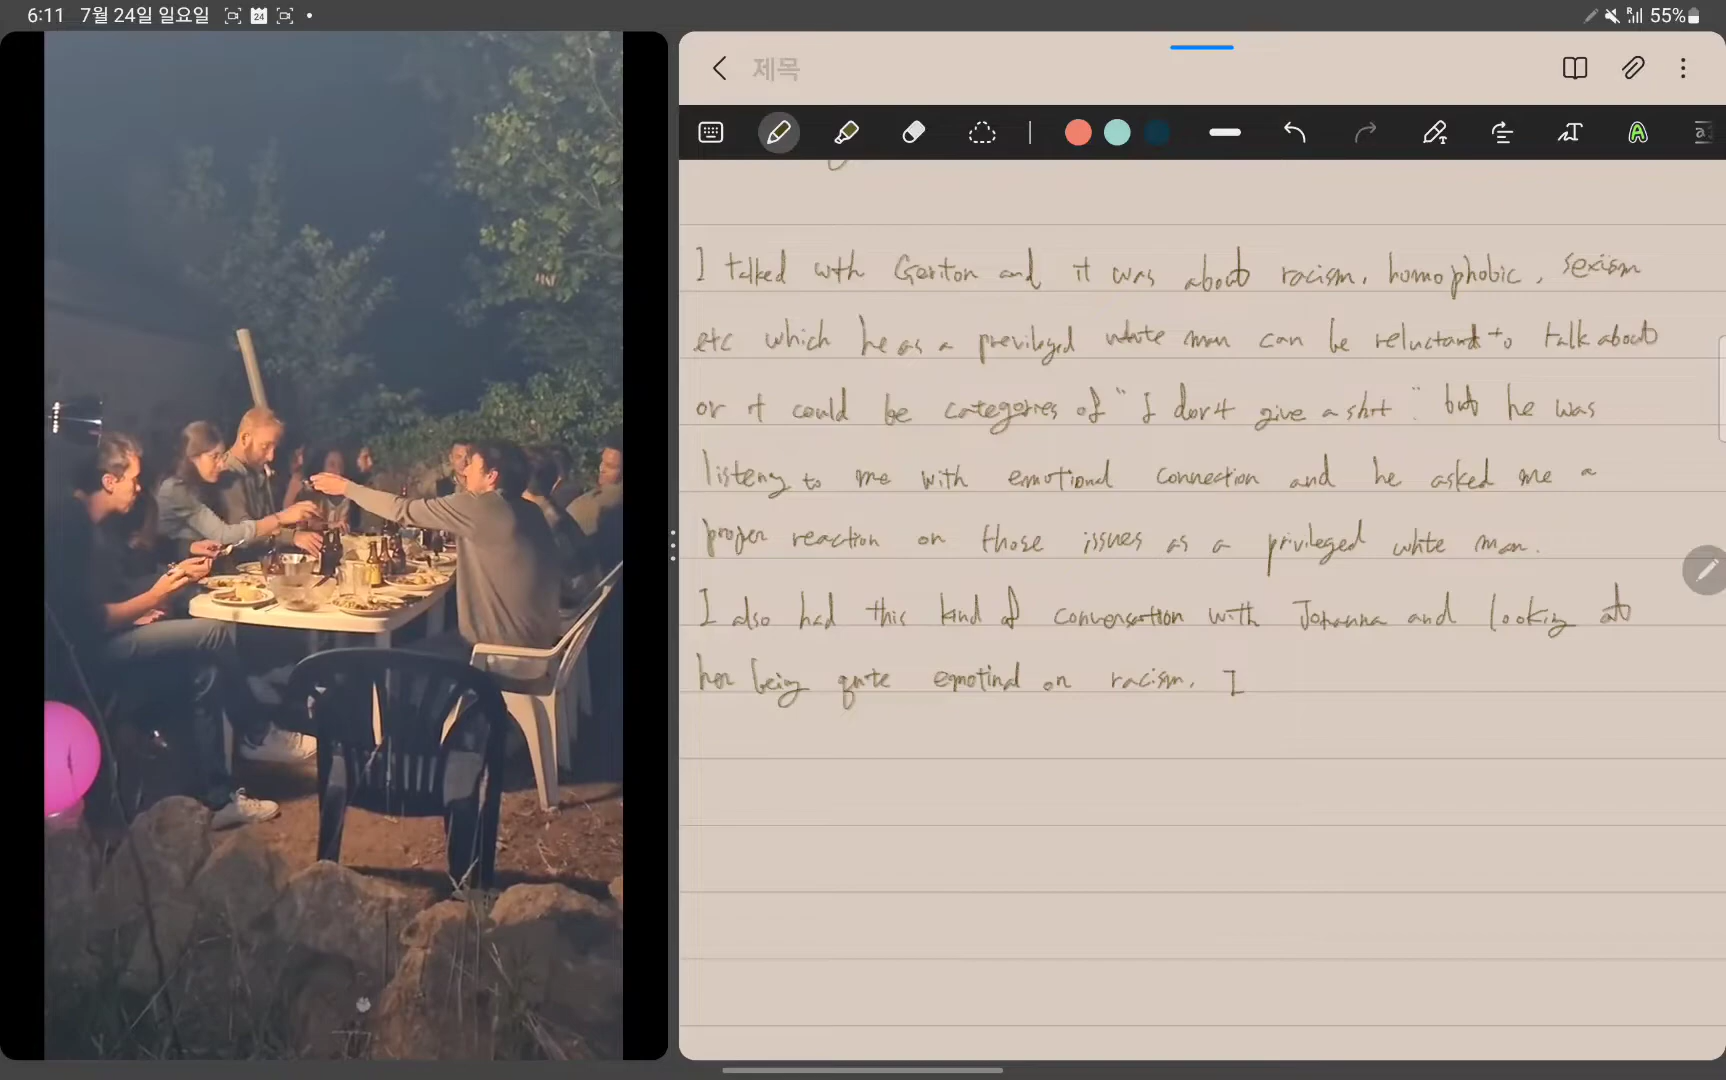 6:11 7월 24일 일요일 24 55%
제목
I talked with Geriton and it was about racism, homophobic, sexism
etc which he as a previleged white man can be reluctant to talk about
or it could be categories of "I don't give a shit" but he was
listeng to me with emotional connection and he asked me a
proper reaction on those issues as a privileged white man.
I also had this kind of conversation with Johanna and looking at
her being quite emotinal on racism. I